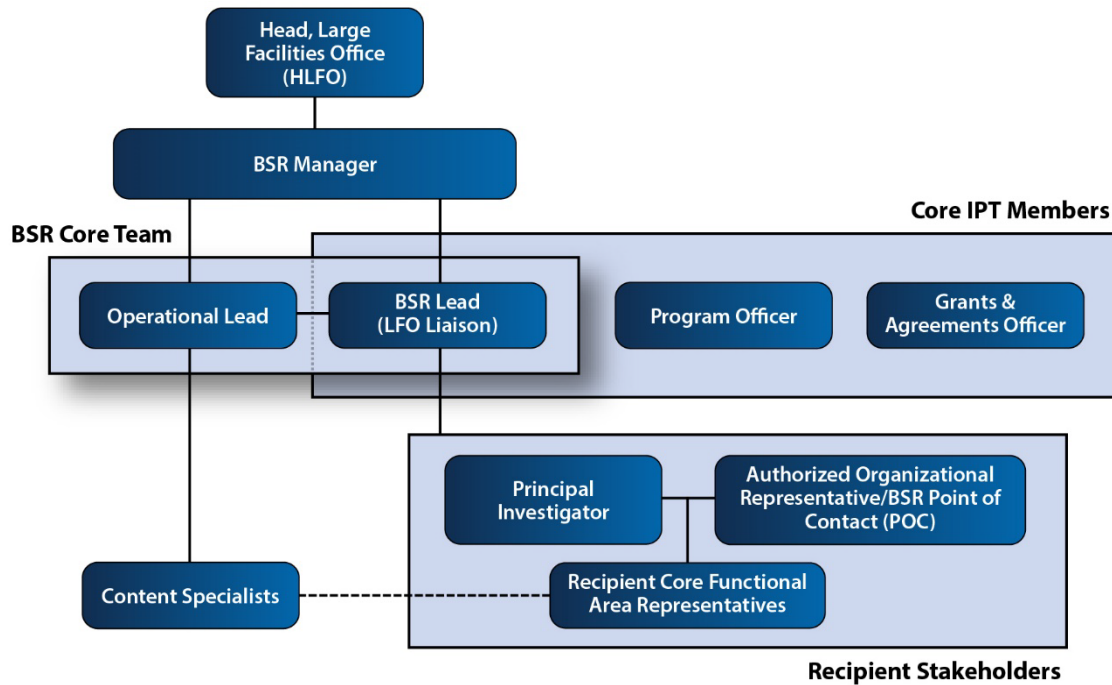 Head, Large
Facilities Office
(HLFO)
BSR Manager
Core IPT Members
BSR Core Team
Operational Lead
BSR Lead
(LFO Liaison)
Program Officer
Grants &
Agreements Officer
Principal
Investigator
Authorized Organizational
Representative/BSR Point of
Contact (POC)
Content Specialists
Recipient Core Functional
Area Representatives
Recipient Stakeholders